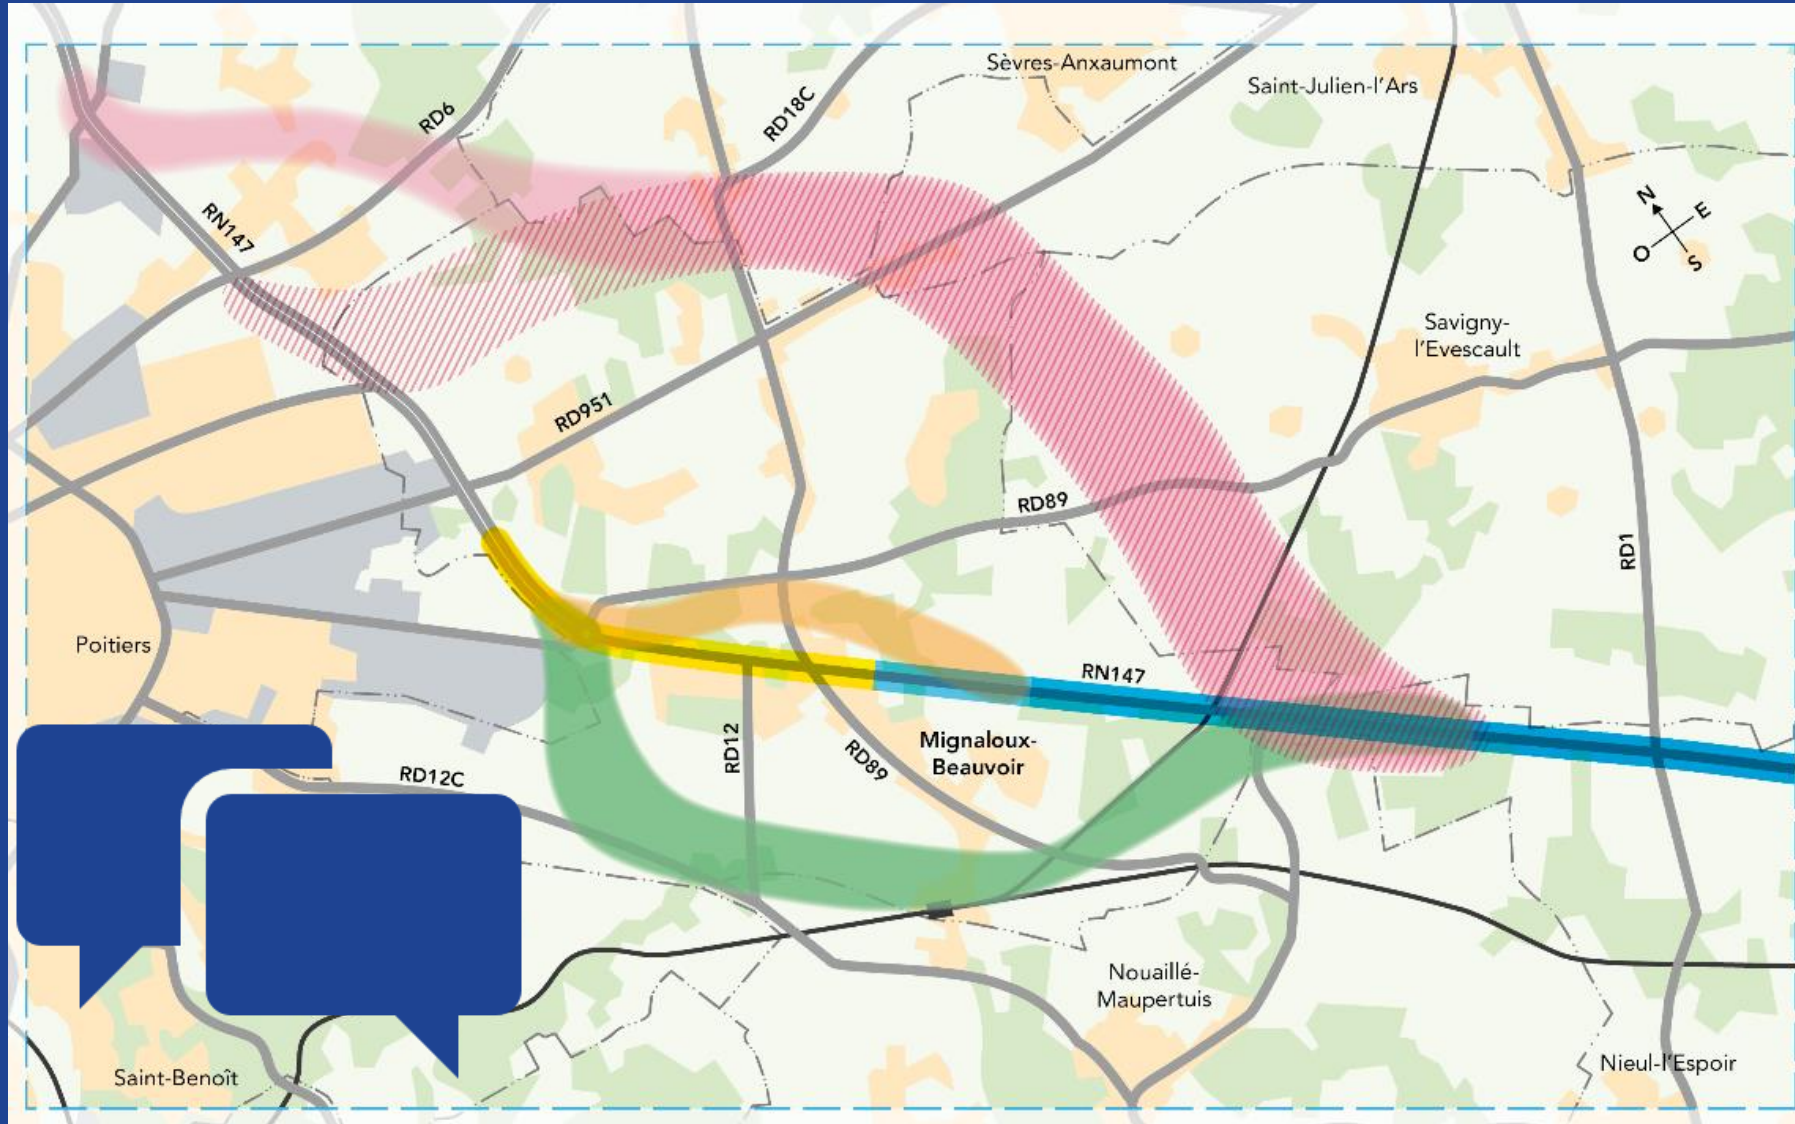 Sèvres-Anxaumont
Saint-Julien-l'Ars
RD6
RD18C
N
E
O
S
RN147
Savigny-
l'Evescault
RD951
RD89
RD1
Poitiers
RN147
RD12
RD89
Mignaloux-
Beauvoir
RD12C
Nouaillé-
Maupertuis
Saint-Benoît
Nieul-l'Espoir